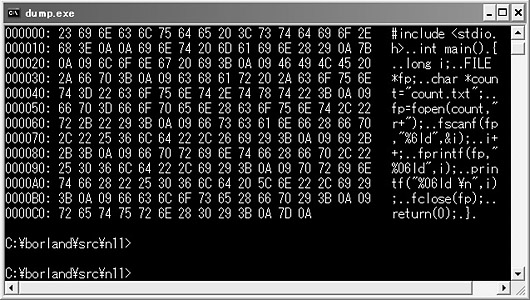 dump.exe
000000: 23 69 6E 63 6C 75 64 65 20 3C 73 74 64 69 6F 2E #include <stdio.
000010: 68 3E 0A 0A 69 6E 74 20 6D 61 69 6E 28 29 0A 7B h>..int main().{
000020: 0A 09 6C 6F 6E 67 20 69 3B 0A 09 46 49 4C 45 20 ..long i;..FILE
000030: 2A 66 70 3B 0A 09 63 68 61 72 20 2A 63 6F 75 6E *fp;..char *coun
000040: 74 3D 22 63 6F 75 6E 74 2E 74 78 74 22 3B 0A 09 t="count.txt";..
000050: 66 70 3D 66 6F 70 65 6E 28 63 6F 75 6E 74 2C 22 fp=fopen(count,"
000060: 72 2B 22 29 3B 0A 09 66 73 63 61 6E 66 28 66 70 r+");..fscanf(fp
000070: 2C 22 25 36 6C 64 22 2C 26 69 29 3B 0A 09 69 2B ,"%6ld",&i);..i+
000080: 2B 3B 0A 09 66 70 72 69 6E 74 66 28 66 70 2C 22 +;..fprintf(fp,"
000090: 25 30 36 6C 64 22 2C 69 29 3B 0A 09 70 72 69 6E %06ld",i);..prin
0000A0: 74 66 28 22 25 30 36 6C 64 20 5C 6E 22 2C 69 29 tf("%06ld ¥n",i)
0000B0: 3B 0A 09 66 63 6C 6F 73 65 28 66 70 29 3B 0A 09 ;..fclose(fp);..
0000C0: 72 65 74 75 72 6E 28 30 29 3B 0A 7D 0A return(0);.}.
C:¥borland¥src¥n11>
C:¥borland¥src¥n11>